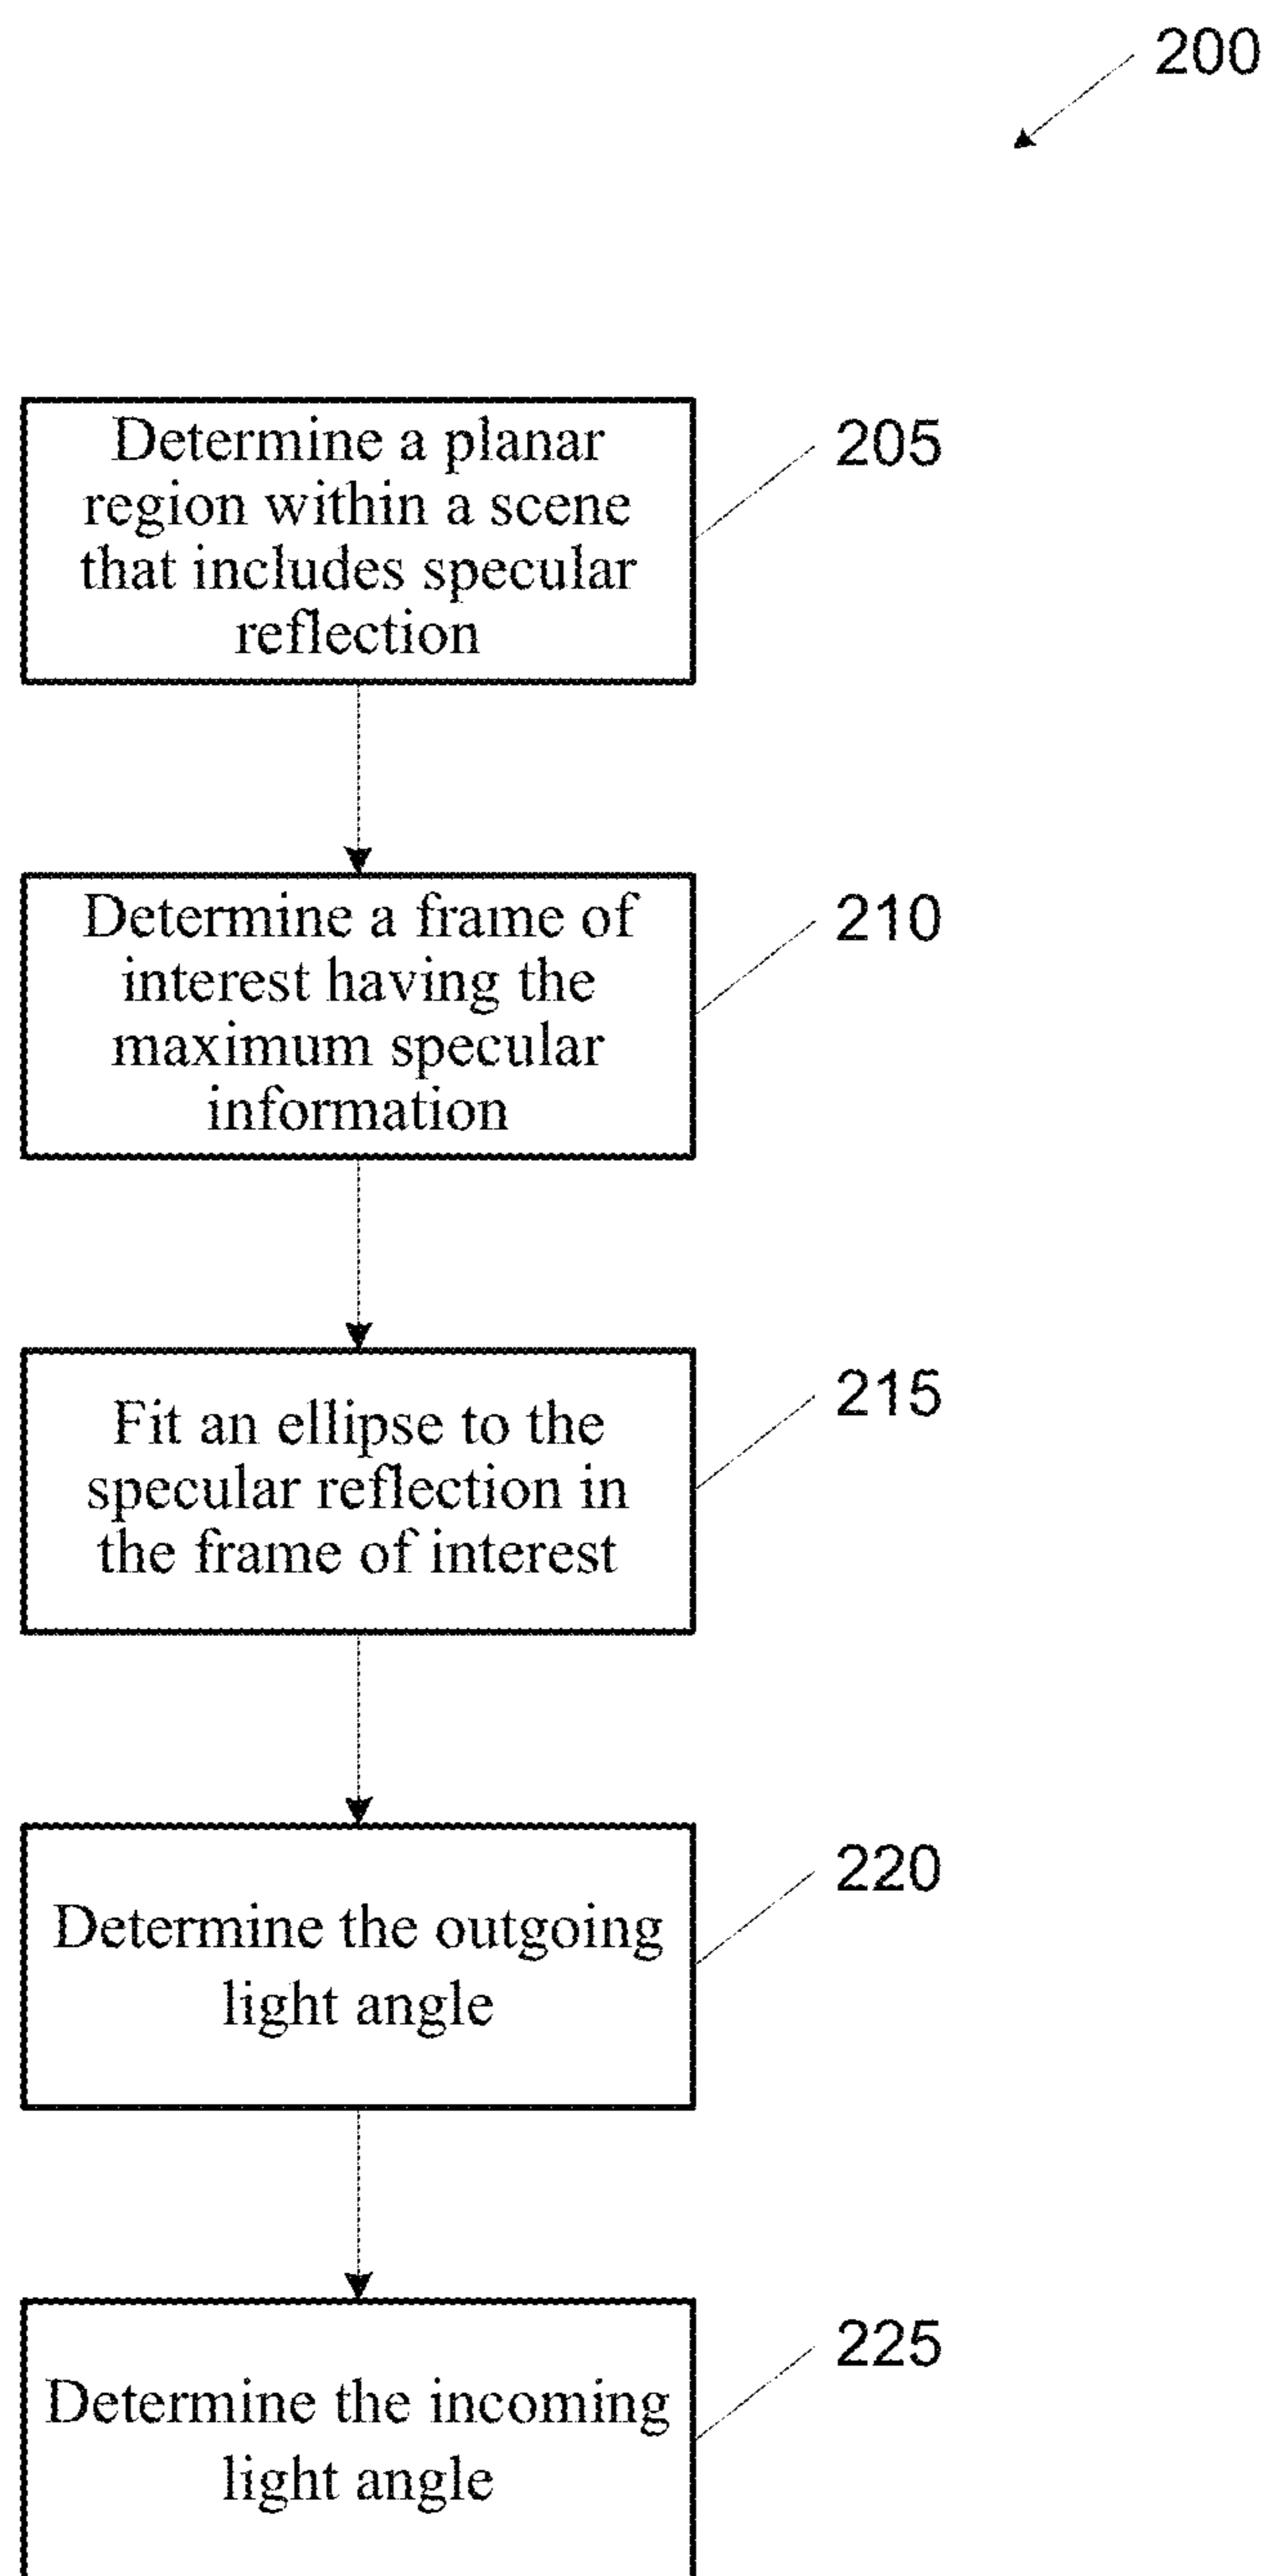 200
Determine a planar
region within a scene
that includes specular
reflection
205
Determine a frame of
interest having the
maximum specular
information
210
Fit an ellipse to the
specular reflection in
the frame of interest
215
Determine the outgoing
light angle
220
Determine the incoming
light angle
225